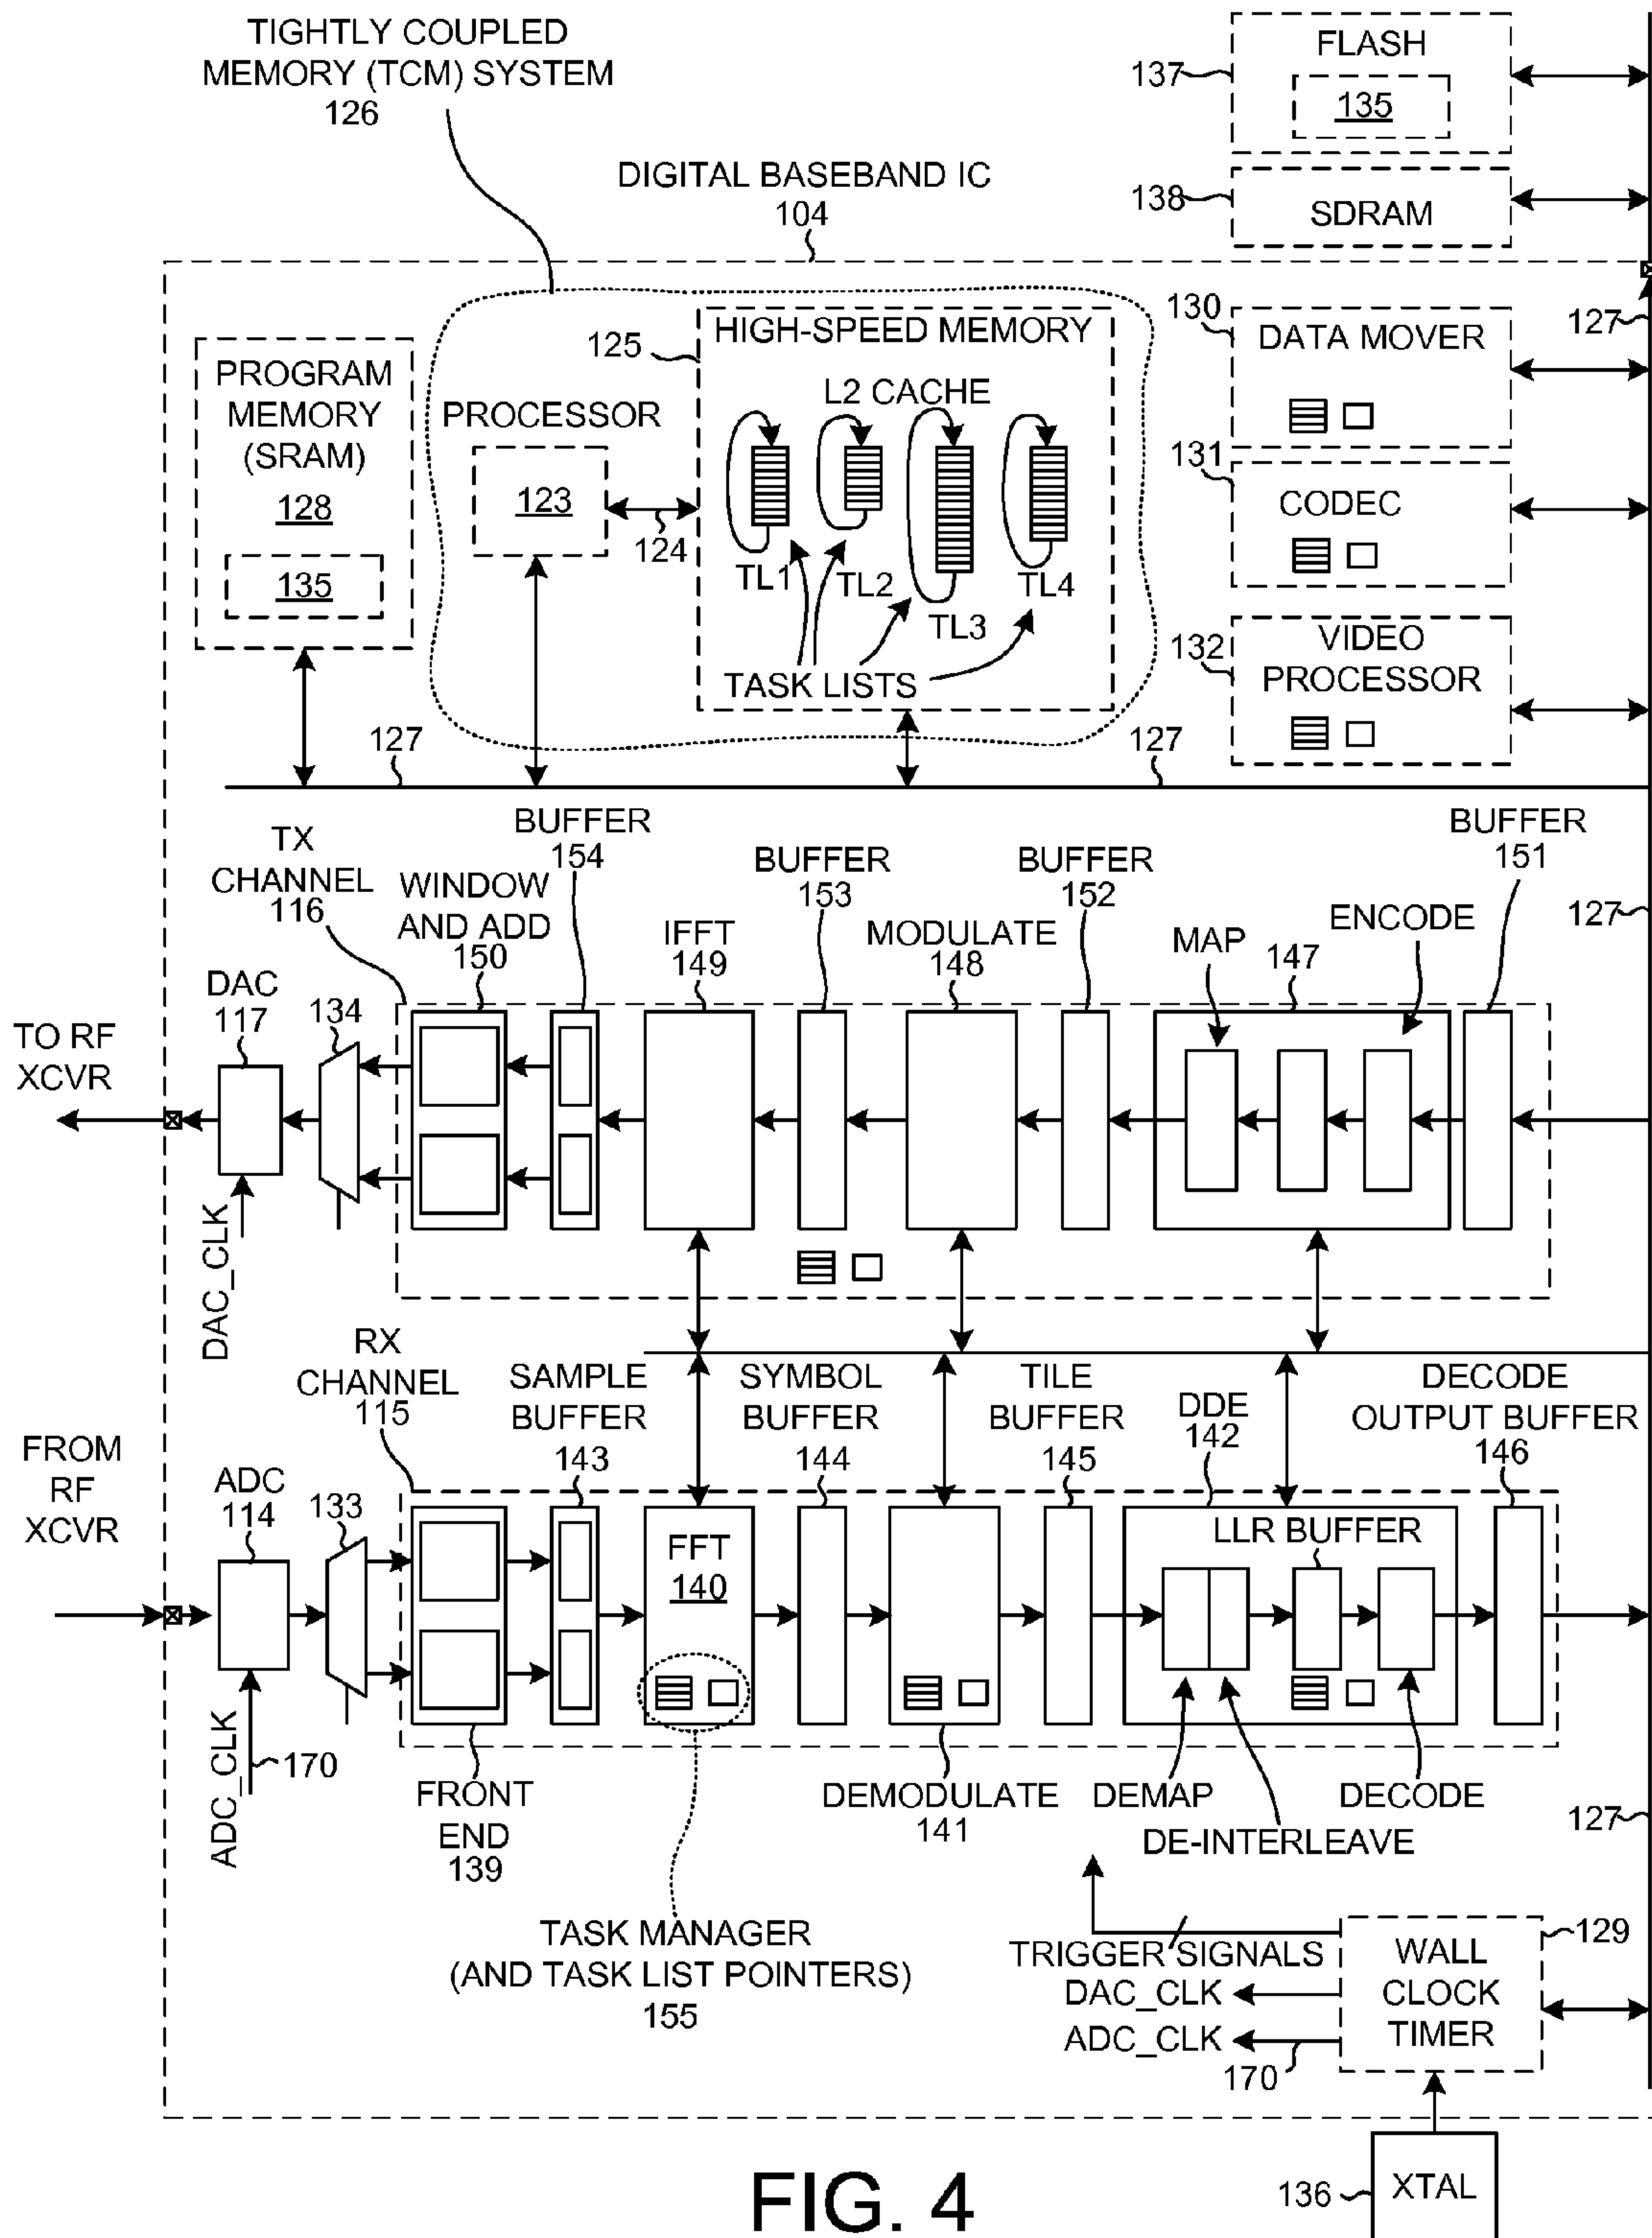 TIGHTLY COUPLED
MEMORY (TCM) SYSTEM
126
FLASH
137
135
DIGITAL BASEBAND IC
104
138
SDRAM
PROGRAM
MEMORY
(SRAM)
128
135
PROCESSOR
123
124
125
HIGH-SPEED MEMORY
L2 CACHE
TL1
TL2
TL3
TL4
TASK LISTS
130
DATA MOVER
127
131
CODEC
132
VIDEO
PROCESSOR
127
127
TX
CHANNEL
116
WINDOW
AND ADD
150
BUFFER
154
IFFT
149
BUFFER
153
MODULATE
148
BUFFER
152
MAP
147
ENCODE
BUFFER
151
127
DAC
117
134
TO RF
XCVR
DAC_CLK
RX
CHANNEL
115
SAMPLE
BUFFER
143
SYMBOL
BUFFER
144
TILE
BUFFER
145
DDE
142
DECODE
OUTPUT BUFFER
146
FROM
RF
XCVR
ADC
114
133
FFT
140
LLR BUFFER
ADC_CLK
170
FRONT
END
139
DEMODULATE
141
DEMAP
DE-INTERLEAVE
DECODE
127
TASK MANAGER
(AND TASK LIST POINTERS)
155
TRIGGER SIGNALS
DAC_CLK
ADC_CLK
170
WALL
CLOCK
TIMER
129
136
XTAL
FIG. 4